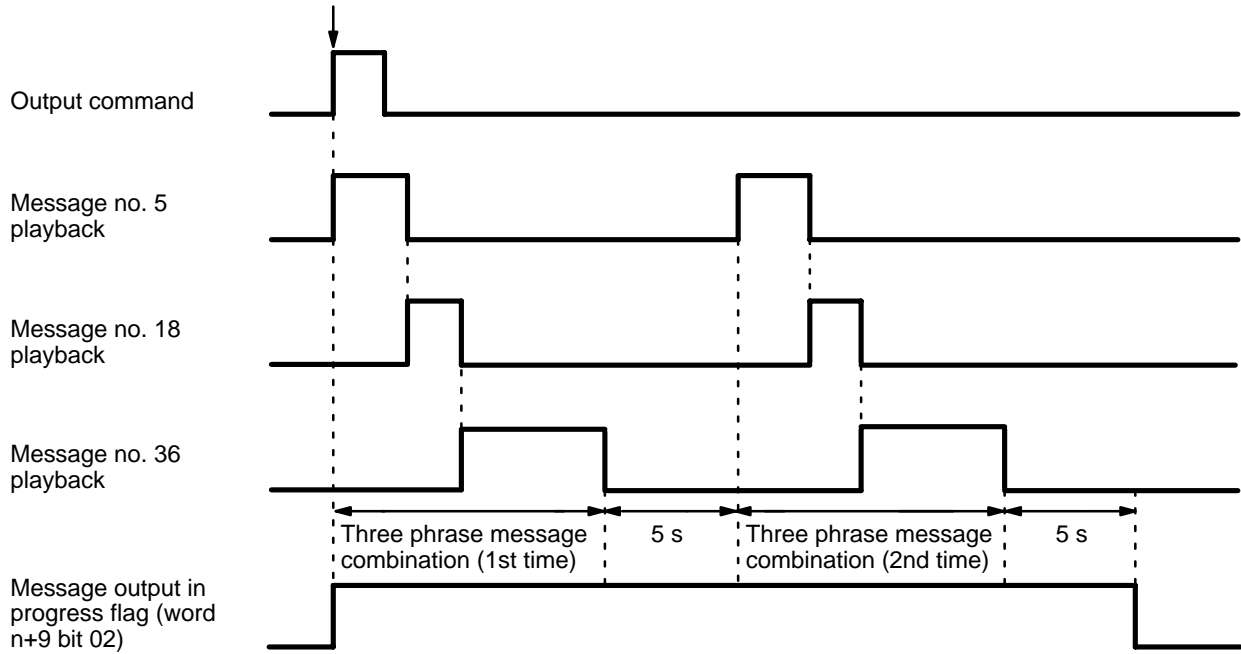 Output command
Message no. 5
playback
Message no. 18
playback
Message no. 36
playback
Three phrase message
combination (1st time)
5 s
Three phrase message
combination (2nd time)
5 s
Message output in
progress flag (word
n+9 bit 02)